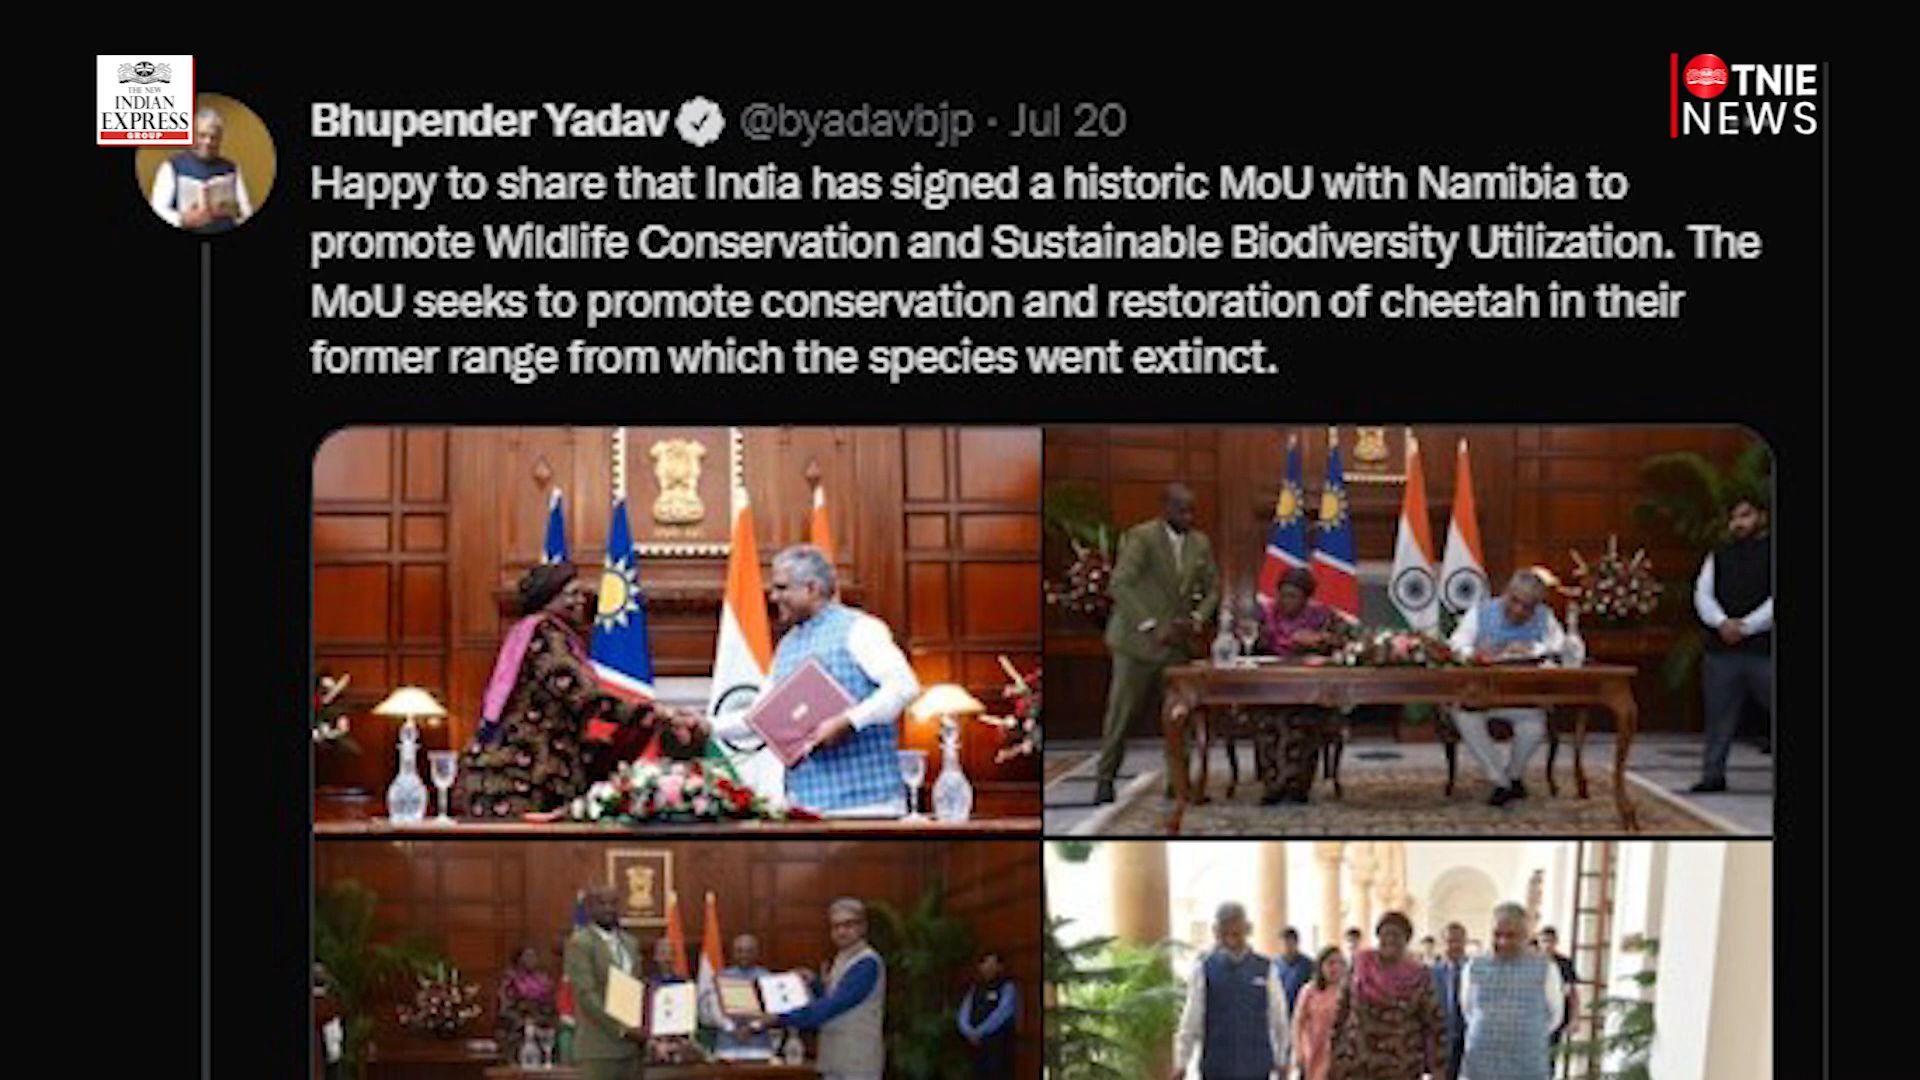 THE NEW
INDIAN
EXPRESS
GROUP
TNIE
NEWS
Bhupender Yadav @byadavbjp · Jul 20
Happy to share that India has signed a historic MoU with Namibia to
promote Wildlife Conservation and Sustainable Biodiversity Utilization. The
MoU seeks to promote conservation and restoration of cheetah in their
former range from which the species went extinct.